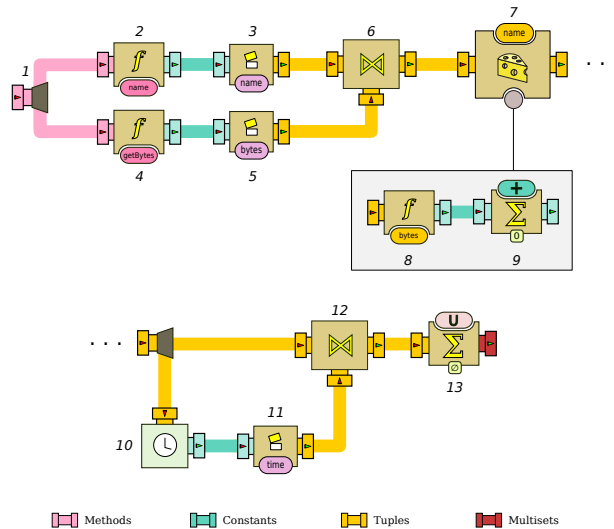 2 3 6 7
1 ƒ name name ⋈ name . .
ƒ getBytes bytes
4 5
ƒ bytes + Σ 0
8 9
. . . 12
⋈ U Σ ∅
11 13
10 time
Methods Constants Tuples Multisets